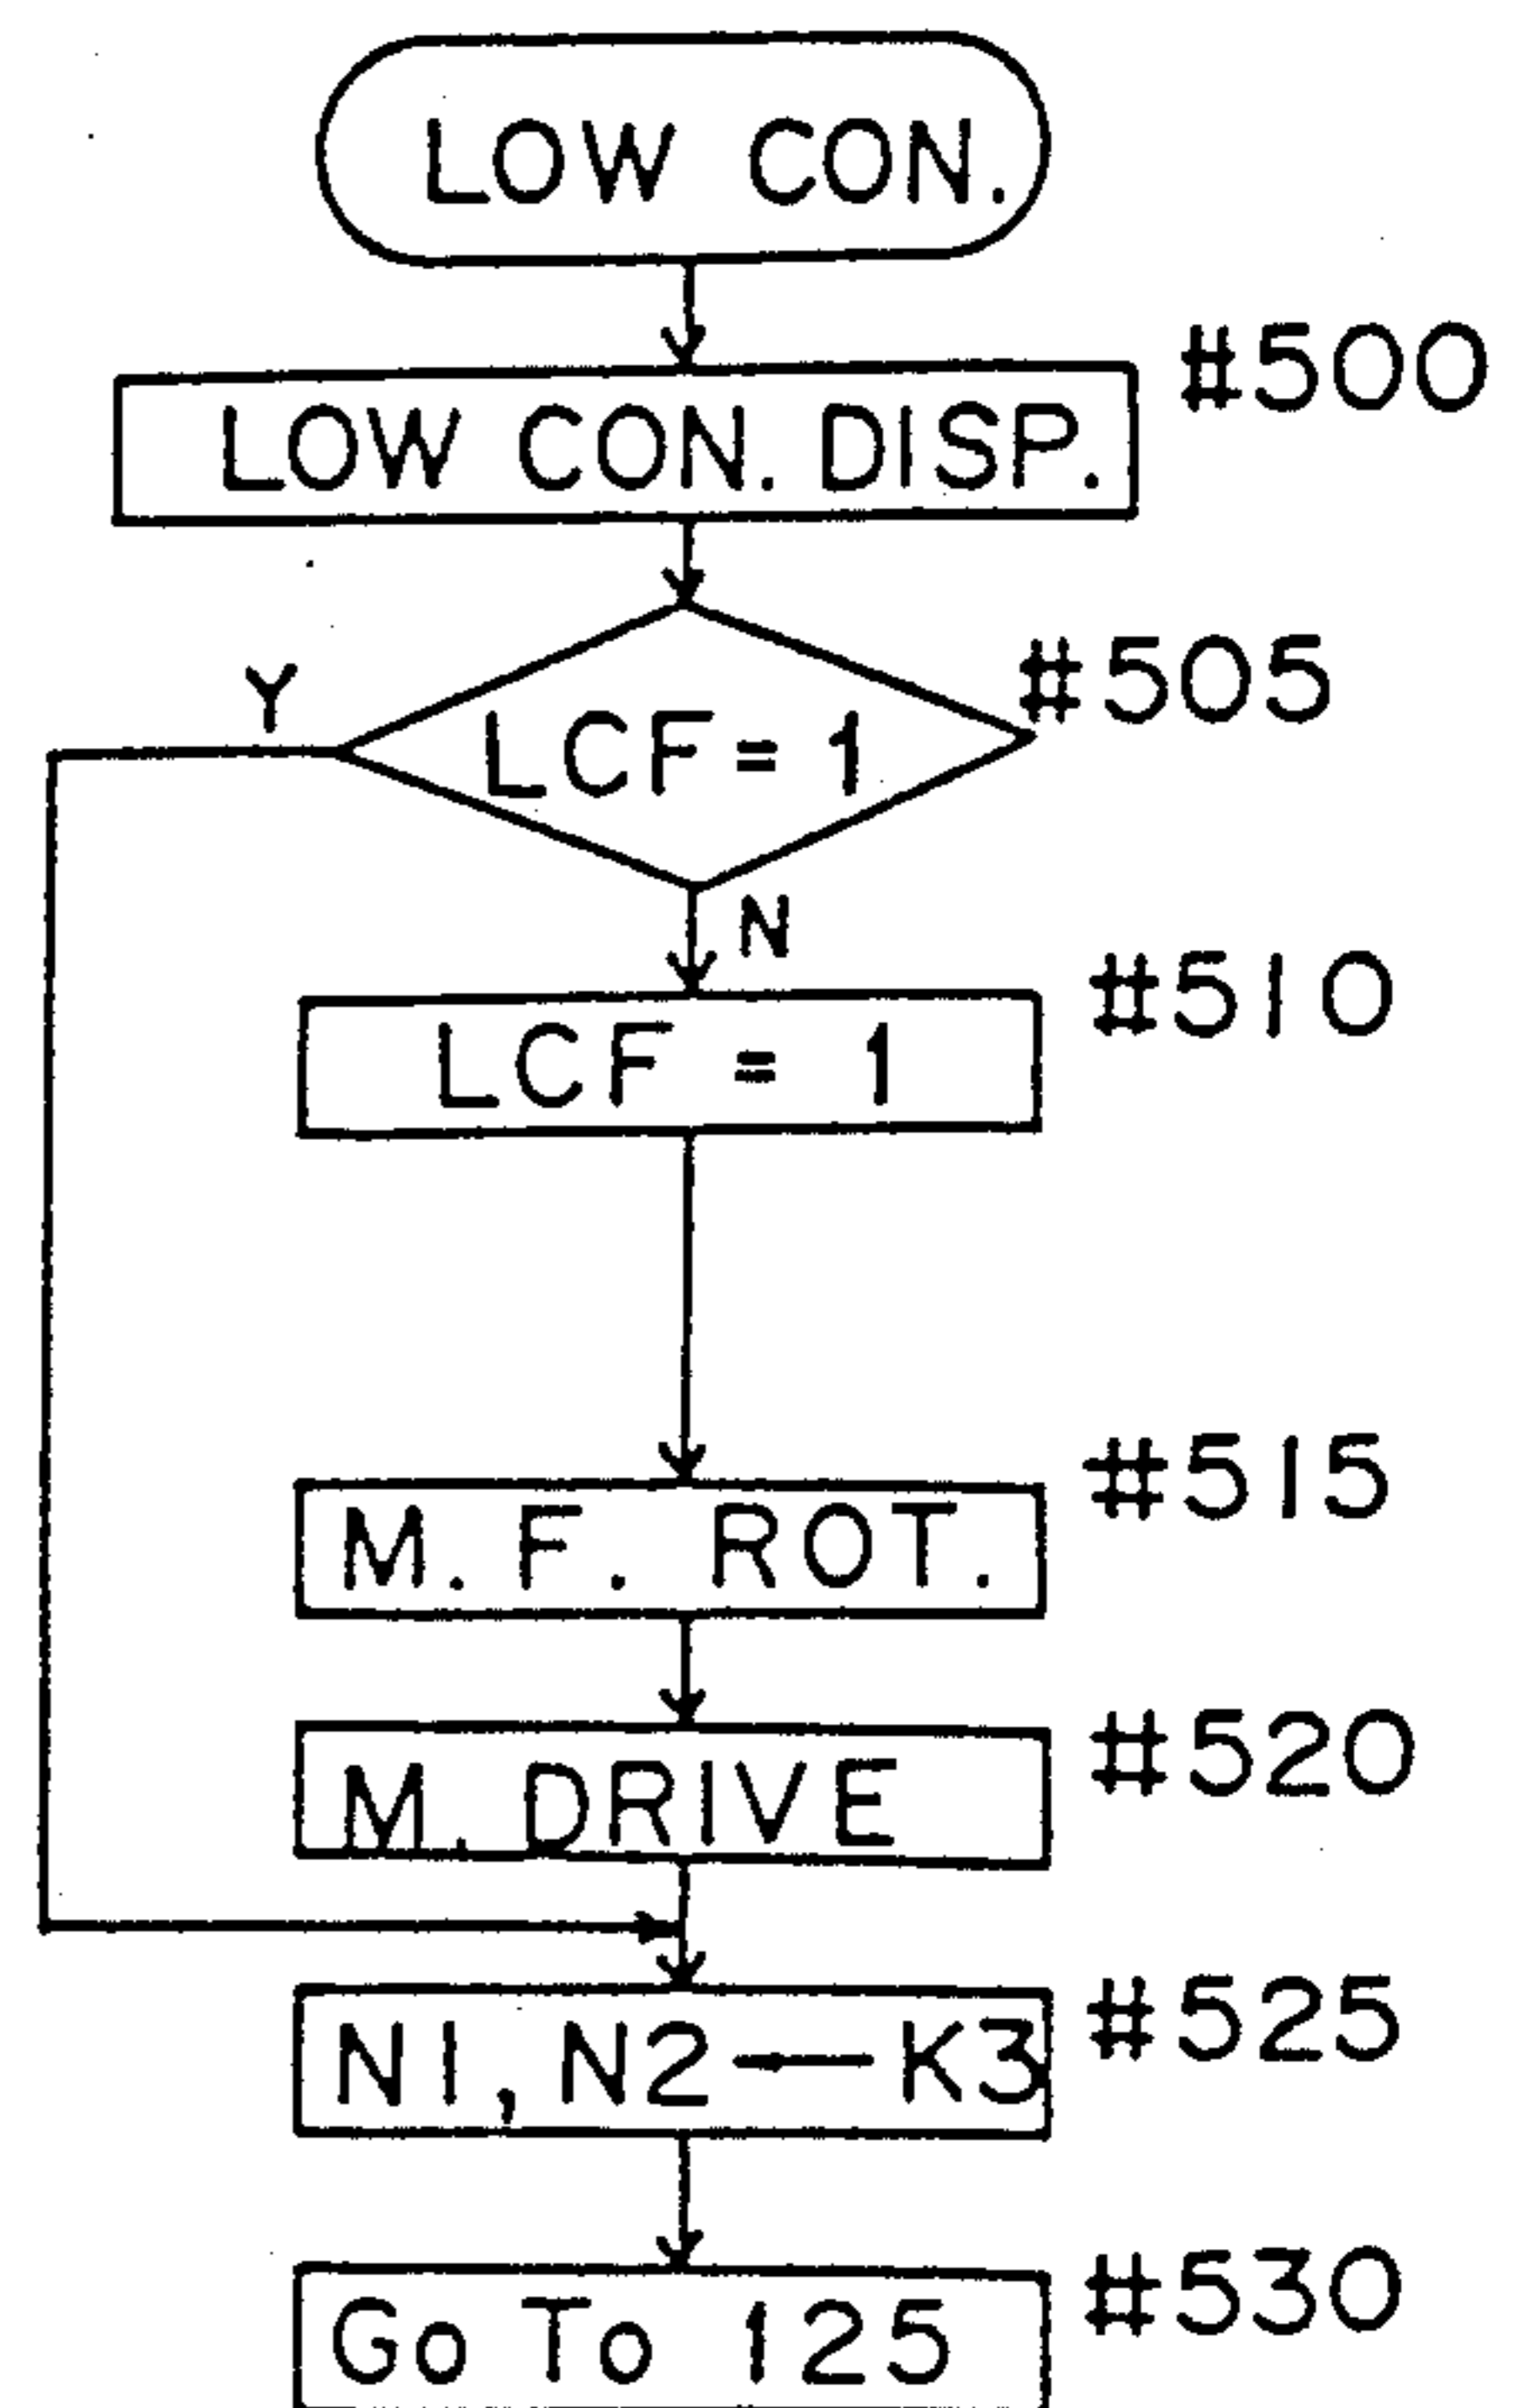 LOW CON.
#500
LOW CON. DISP.
#505
Y
LCF=1
N
#510
LCF = 1
#515
M. F. ROT.
#520
M. DRIVE
#525
N1, N2—K3
#530
Go To 125